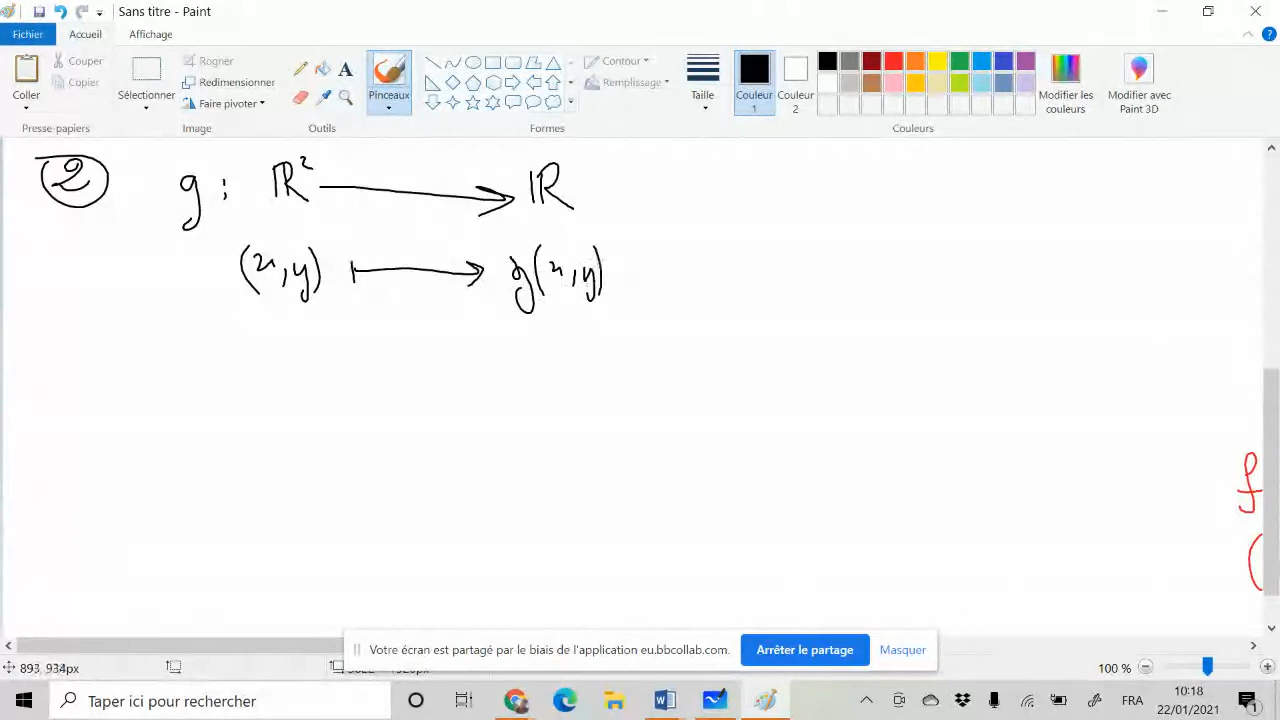 Sans titre - Paint
Fichier Accueil Affichage
Coller
Couper
Copier
Presse-papiers
Sélectionner
Rogner
Redimensionner
Faire pivoter
Image
A
Outils
Pinceaux
Contour
Remplissage
Formes
Taille
Couleur 1
Couleur 2
Modifier les couleurs
Modifier avec Paint 3D
Couleurs
② g : ℝ² ⟶ ℝ
(x,y) ⟼ g(x,y)
f
(
Votre écran est partagé par le biais de l'application eu.bbcollab.com. Arrêter le partage Masquer
893, 934px
100 %
Taper ici pour rechercher
FRA
10:18
22/01/2021